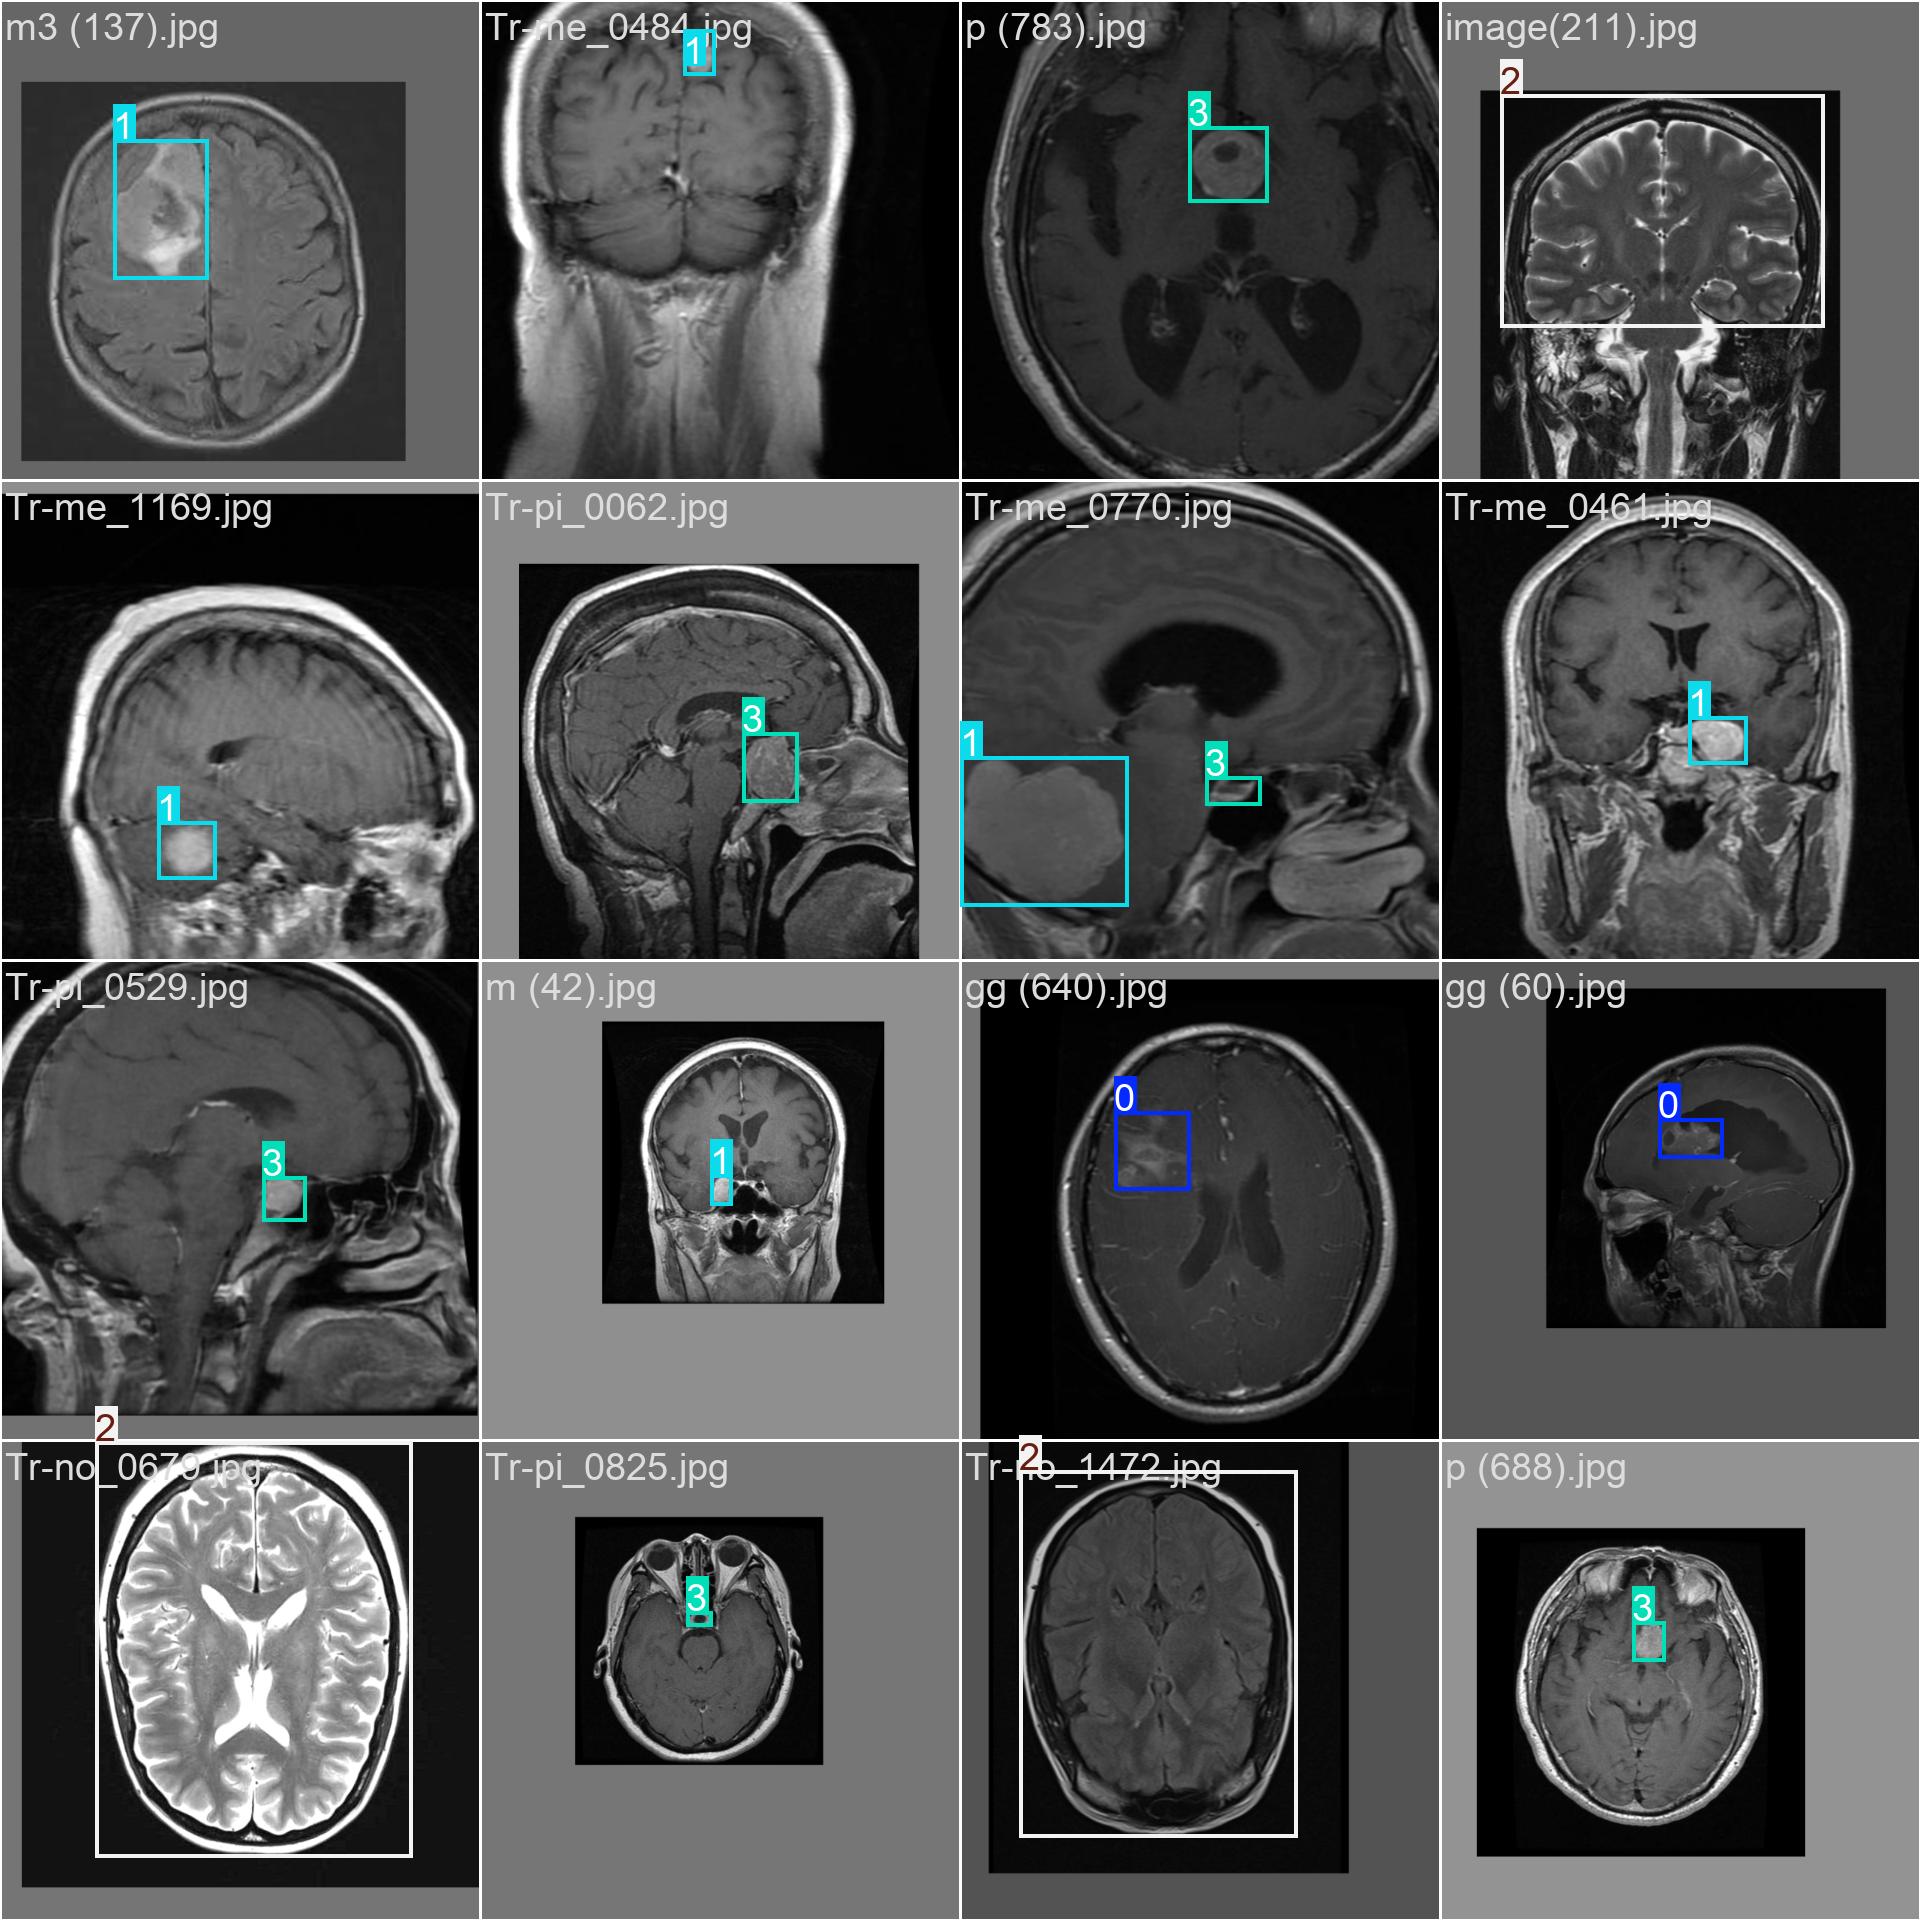 m3 (137).jpg
1
Tr-me_0484.jpg
1
p (783).jpg
3
image(211).jpg
2
Tr-me_1169.jpg
1
Tr-pi_0062.jpg
3
Tr-me_0770.jpg
1
3
Tr-me_0461.jpg
1
Tr-pi_0529.jpg
3
m (42).jpg
1
gg (640).jpg
0
gg (60).jpg
0
Tr-no_0679.jpg
2
Tr-pi_0825.jpg
3
Tr-no_1472.jpg
2
p (688).jpg
3